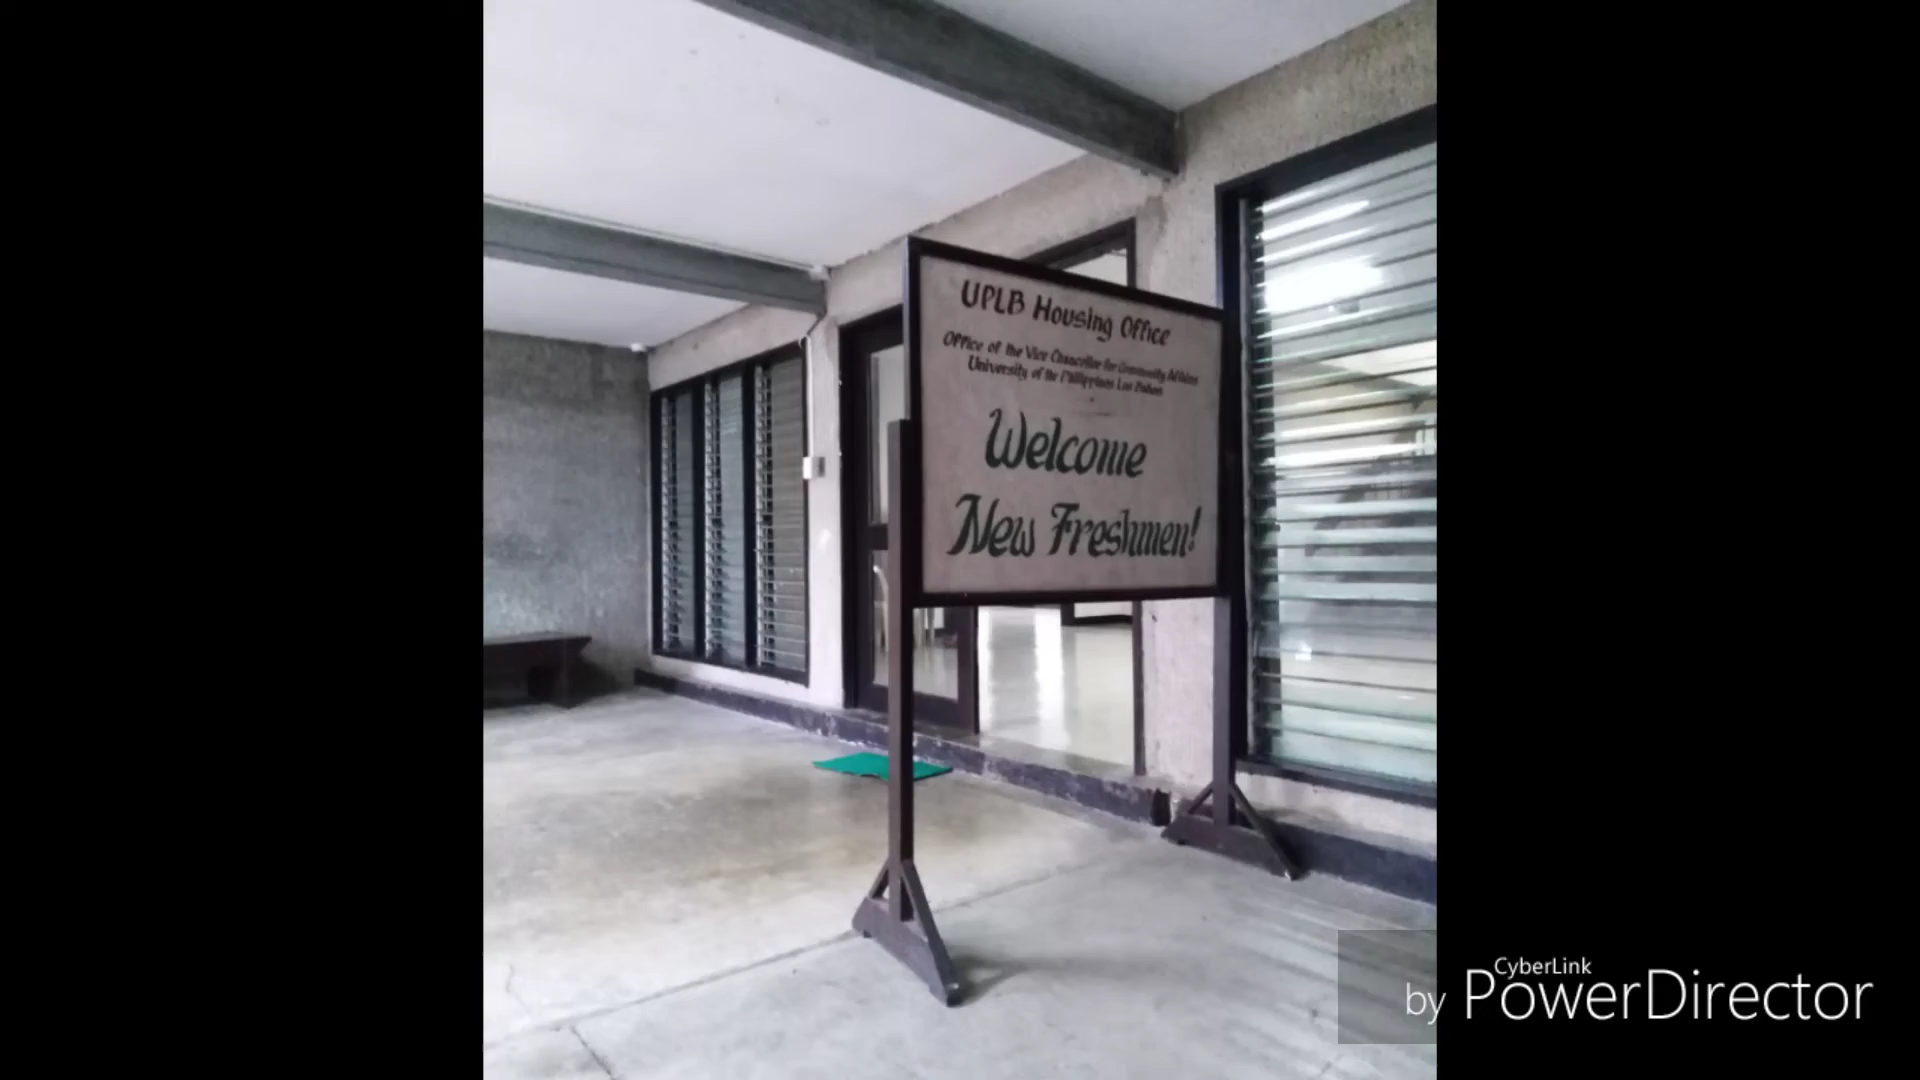 UPLB Housing Office
Office of the Vice Chancellor for Community Affairs
University of the Philippines Los Baños
Welcome
New Freshmen!
by CyberLink PowerDirector